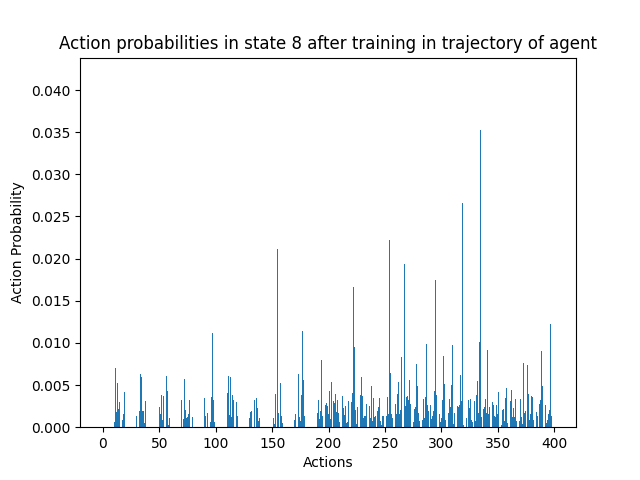 Action probabilities in state 8 after training in trajectory of agent
0.040
0.035
0.030
0.025
0.020
0.015
0.010
0.005
0.000
Action Probability
0 50 100 150 200 250 300 350 400
Actions